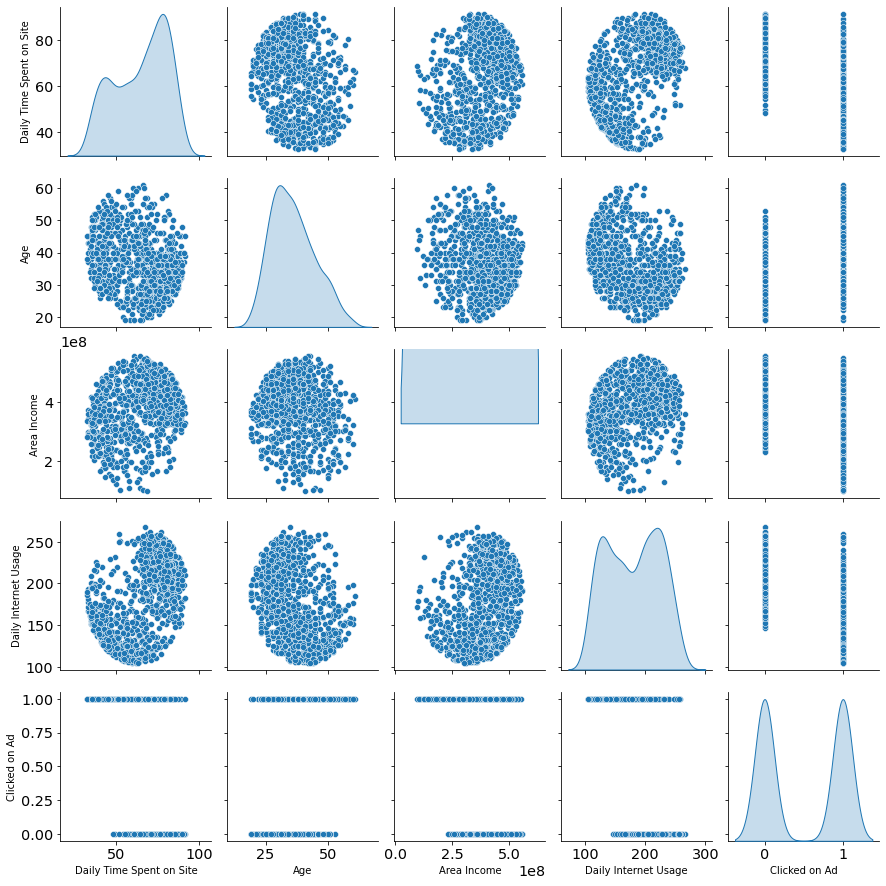 Daily Time Spent on Site
80
60
40
Age
60
50
40
30
20
1e8
Area Income
4
2
Daily Internet Usage
250
200
150
100
Clicked on Ad
1.00
0.75
0.50
0.25
0.00
50 100 25 50 0.0 2.5 5.0 100 200 300 0 1
1e8
Daily Time Spent on Site Age Area Income Daily Internet Usage Clicked on Ad